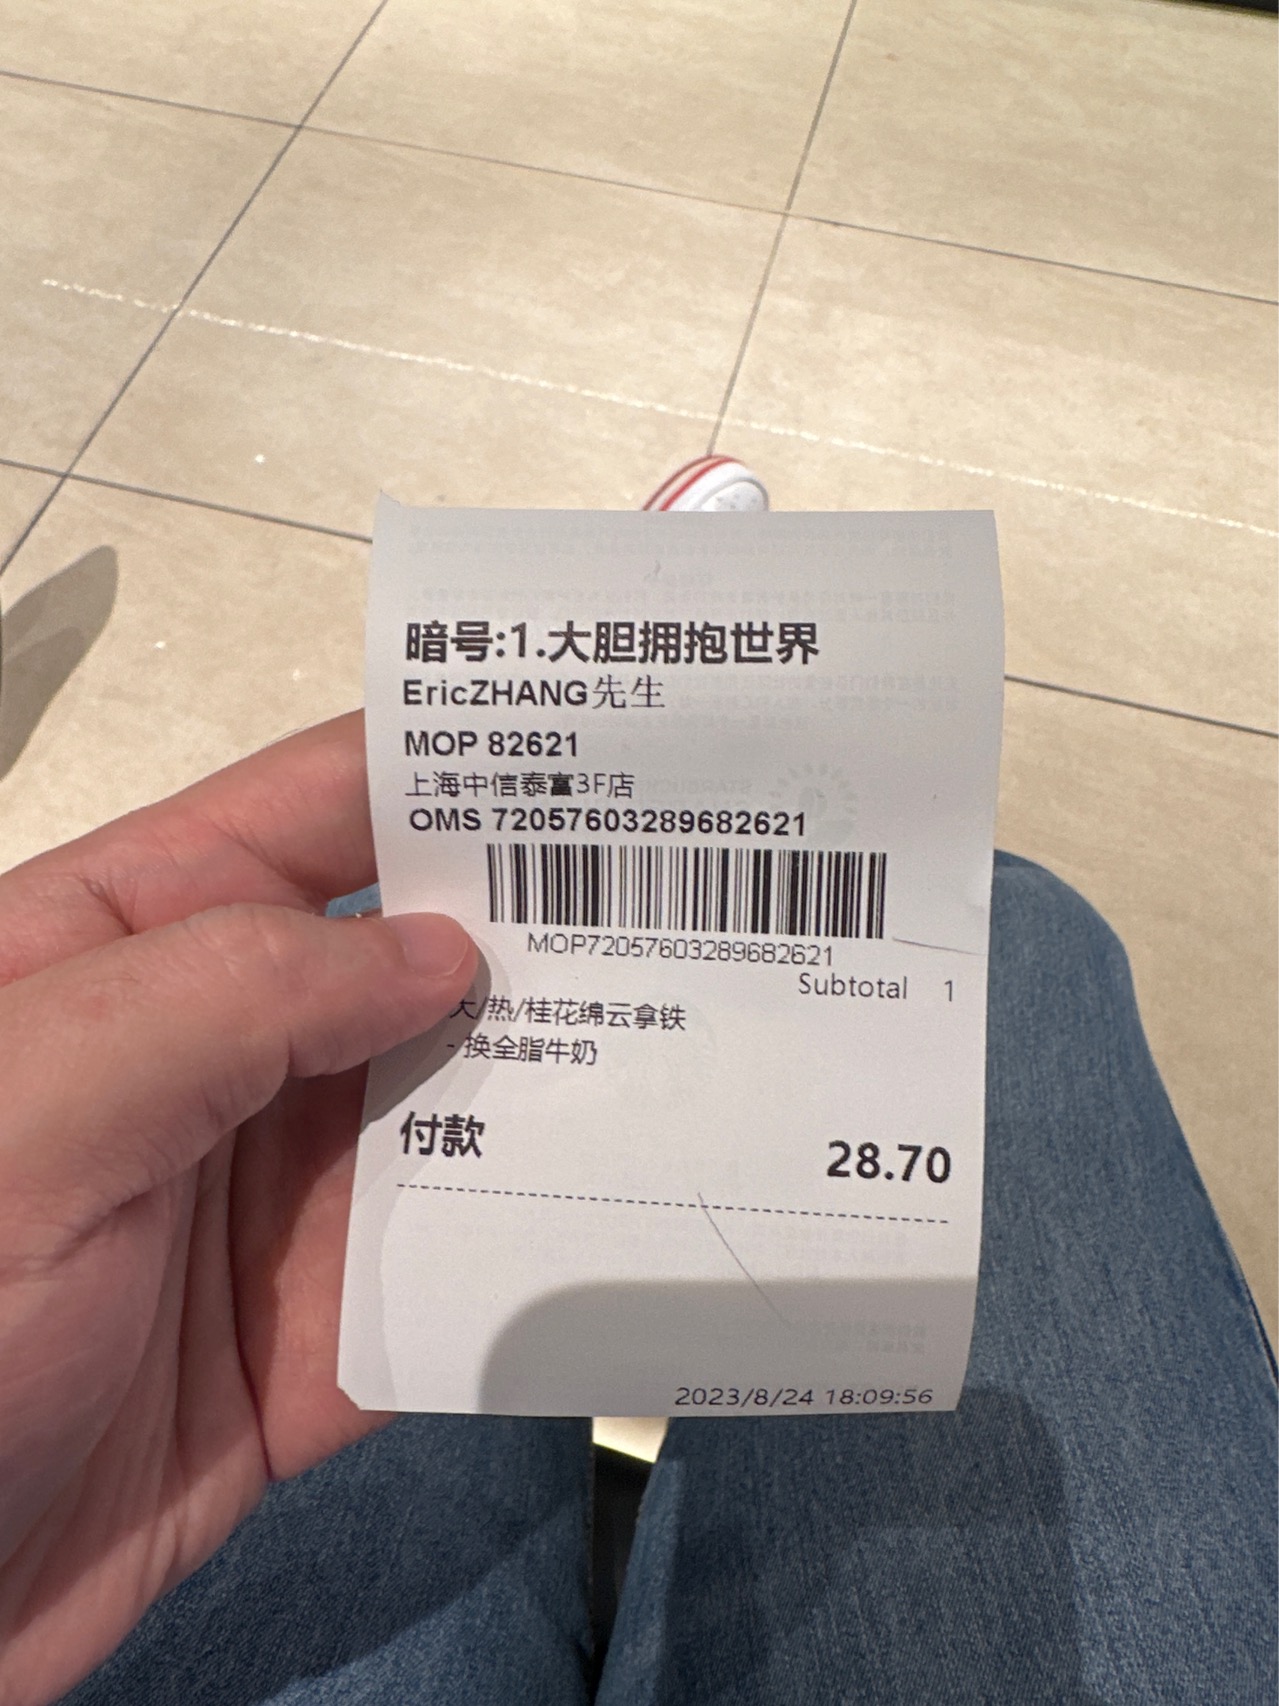 暗号:1.大胆拥抱世界
EricZHANG先生
MOP 82621
上海中信泰富3F店
OMS 72057603289682621
MOP72057603289682621
Subtotal 1
大/热/桂花绵云拿铁
- 换全脂牛奶
付款 28.70
2023/8/24 18:09:56